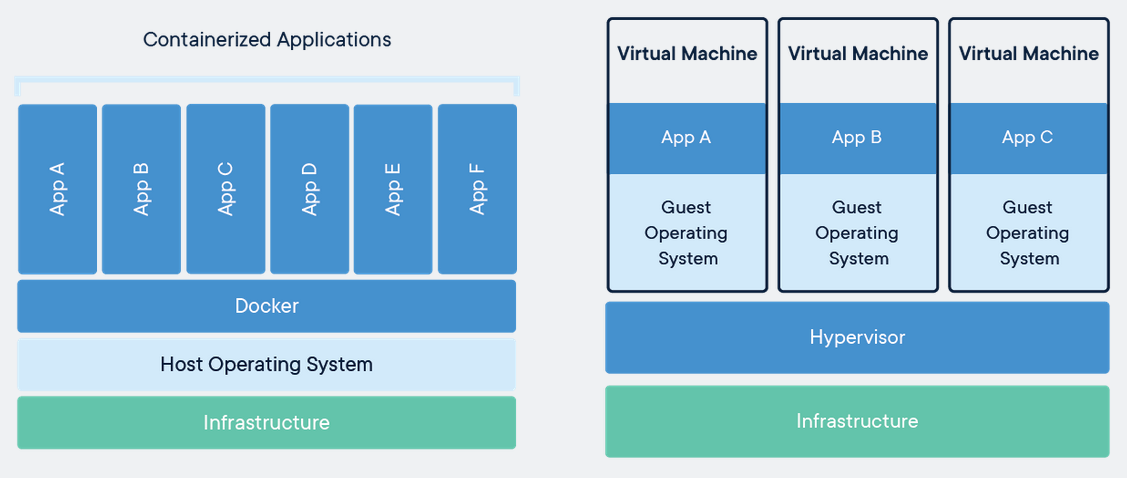 Containerized Applications
App A
App B
App C
App D
App E
App F
Docker
Host Operating System
Infrastructure
Virtual Machine
App A
Guest
Operating
System
Virtual Machine
App B
Guest
Operating
System
Virtual Machine
App C
Guest
Operating
System
Hypervisor
Infrastructure